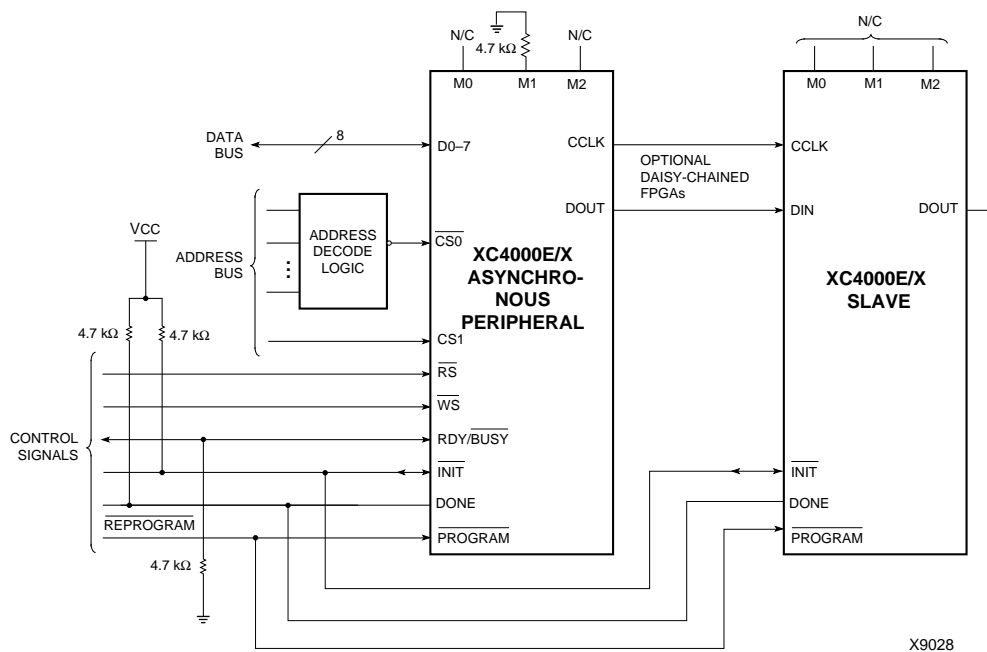 N/C
4.7 kΩ
N/C
N/C
M0
M1
M2
M0
M1
M2
DATA
BUS
8
D0–7
CCLK
CCLK
OPTIONAL
DAISY-CHAINED
FPGAs
DOUT
DIN
DOUT
VCC
ADDRESS
BUS
ADDRESS
DECODE
LOGIC
CS0
XC4000E/X
ASYNCHRO-
NOUS
PERIPHERAL
XC4000E/X
SLAVE
4.7 kΩ
4.7 kΩ
CS1
RS
WS
CONTROL
SIGNALS
RDY/BUSY
INIT
INIT
DONE
DONE
REPROGRAM
PROGRAM
PROGRAM
4.7 kΩ
X9028